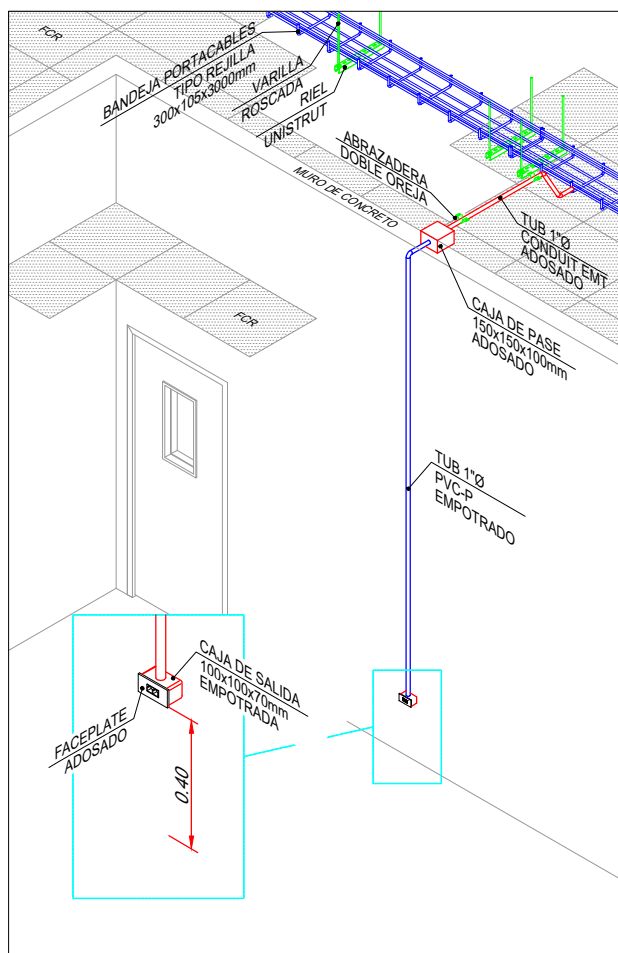 FCR
BANDEJA PORTACABLES
TIPO REJILLA
300x105x3000mm
VARILLA
ROSCADA
RIEL
UNISTRUT
ABRAZADERA
DOBLE OREJA
MURO DE CONCRETO
TUB 1"Ø
CONDUIT EMT
ADOSADO
CAJA DE PASE
150x150x100mm
ADOSADO
FCR
TUB 1"Ø
PVC-P
EMPOTRADO
CAJA DE SALIDA
100x100x70mm
EMPOTRADA
FACEPLATE
ADOSADO
0.40